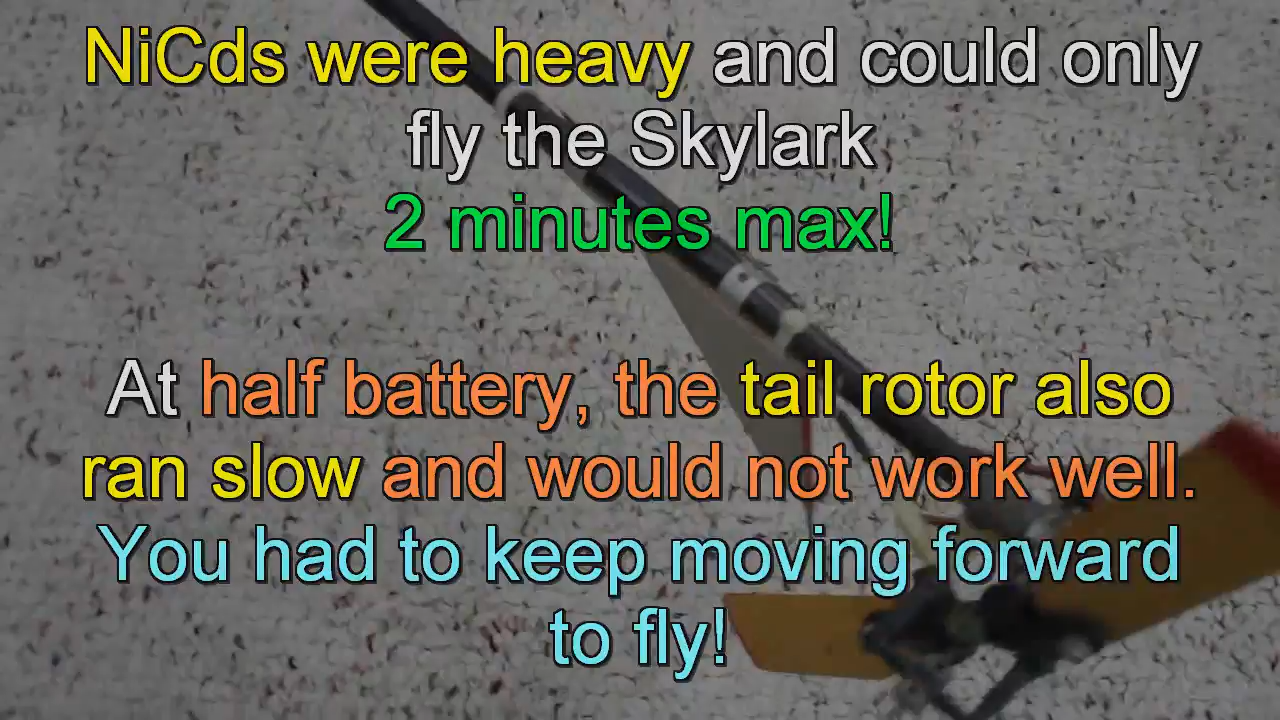 NiCds were heavy and could only
fly the Skylark
2 minutes max!
At half battery, the tail rotor also
ran slow and would not work well.
You had to keep moving forward
to fly!